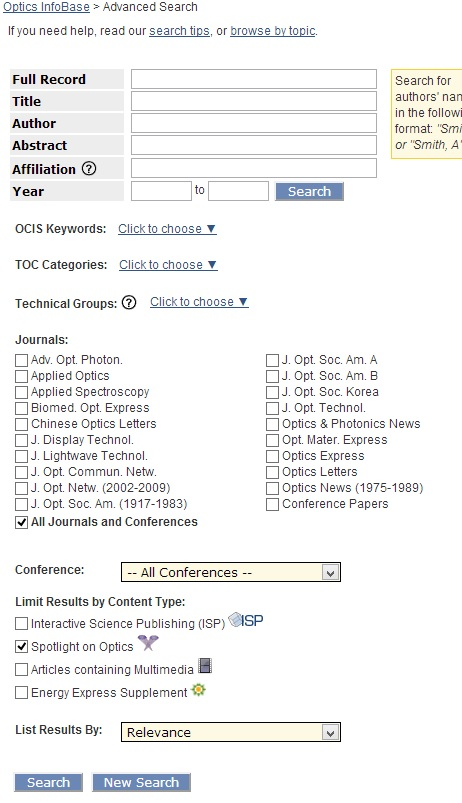 Optics InfoBase > Advanced Search
If you need help, read our search tips, or browse by topic.
Full Record
Title
Author
Abstract
Affiliation ?
Year to Search
Search for
authors' nam
in the followi
format: "Smi
or "Smith, A"
OCIS Keywords: Click to choose ▼
TOC Categories: Click to choose ▼
Technical Groups: ? Click to choose ▼
Journals:
Adv. Opt. Photon.
Applied Optics
Applied Spectroscopy
Biomed. Opt. Express
Chinese Optics Letters
J. Display Technol.
J. Lightwave Technol.
J. Opt. Commun. Netw.
J. Opt. Netw. (2002-2009)
J. Opt. Soc. Am. (1917-1983)
All Journals and Conferences
J. Opt. Soc. Am. A
J. Opt. Soc. Am. B
J. Opt. Soc. Korea
J. Opt. Technol.
Optics & Photonics News
Opt. Mater. Express
Optics Express
Optics Letters
Optics News (1975-1989)
Conference Papers
Conference: -- All Conferences --
Limit Results by Content Type:
Interactive Science Publishing (ISP) ISP
Spotlight on Optics
Articles containing Multimedia
Energy Express Supplement
List Results By: Relevance
Search New Search